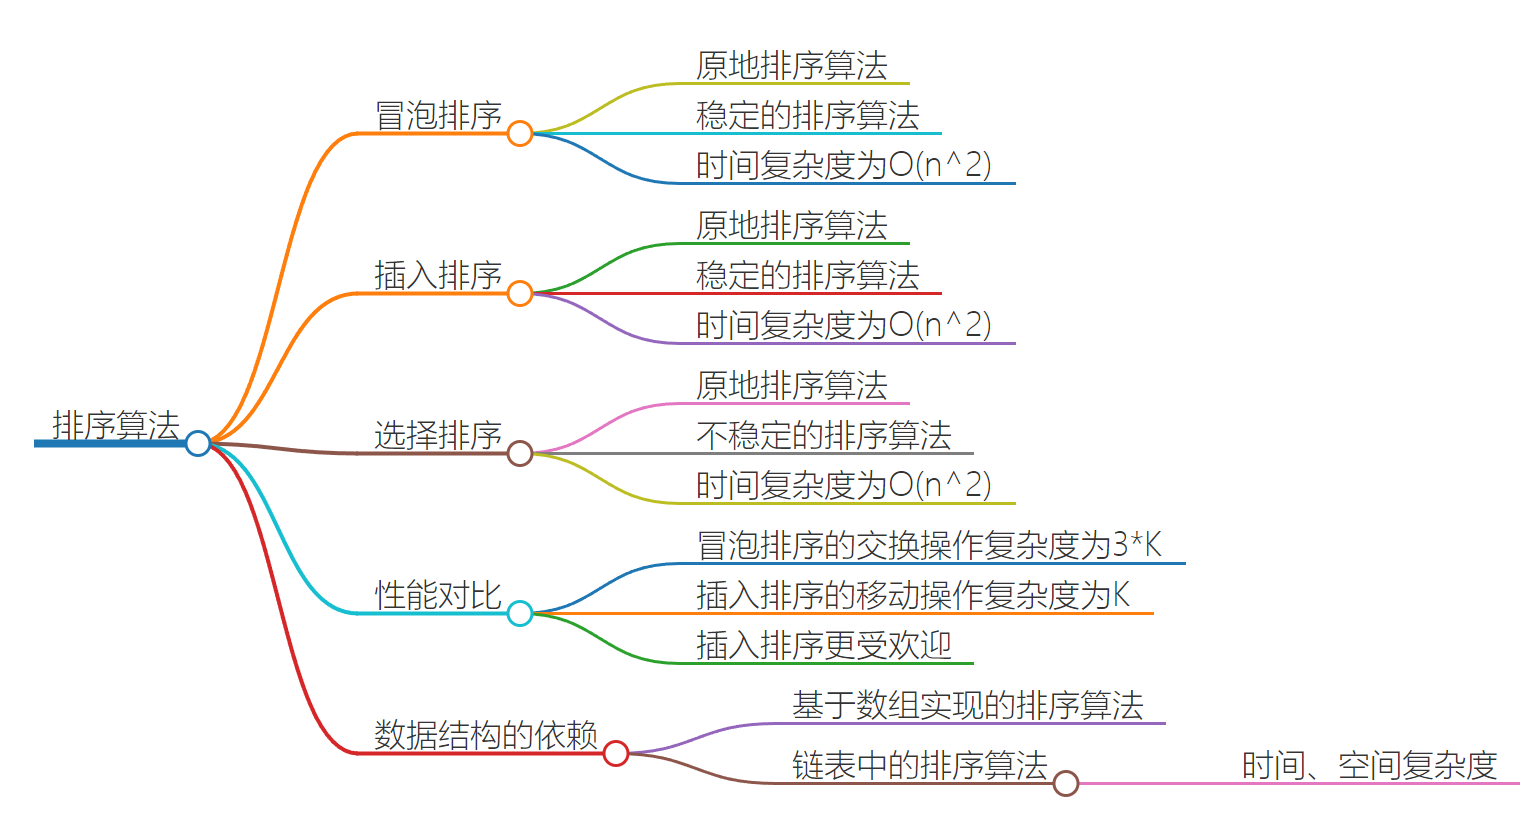 排序算法
冒泡排序
原地排序算法
稳定的排序算法
时间复杂度为O(n^2)
插入排序
原地排序算法
稳定的排序算法
时间复杂度为O(n^2)
选择排序
原地排序算法
不稳定的排序算法
时间复杂度为O(n^2)
性能对比
冒泡排序的交换操作复杂度为3*K
插入排序的移动操作复杂度为K
插入排序更受欢迎
数据结构的依赖
基于数组实现的排序算法
链表中的排序算法
时间、空间复杂度